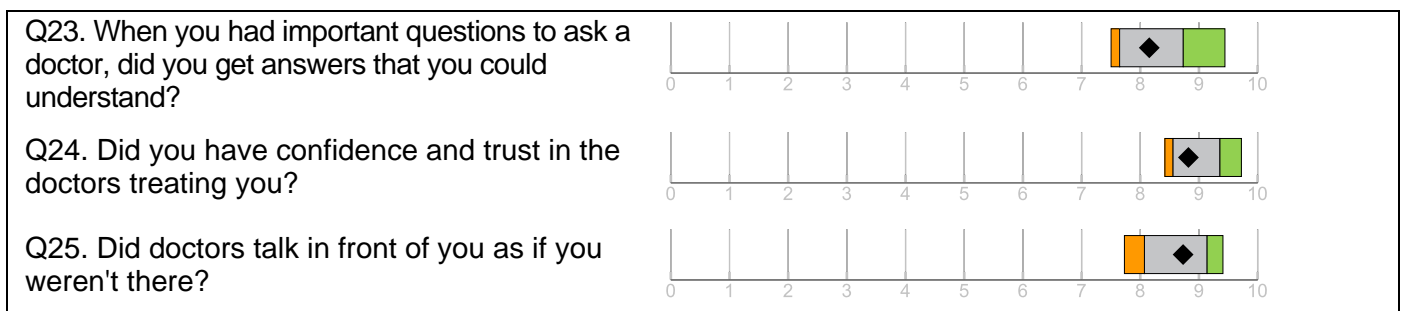 Q23. When you had important questions to ask a
doctor, did you get answers that you could
understand?
0 1 2 3 4 5 6 7 8 9 10
Q24. Did you have confidence and trust in the
doctors treating you?
0 1 2 3 4 5 6 7 8 9 10
Q25. Did doctors talk in front of you as if you
weren't there?
0 1 2 3 4 5 6 7 8 9 10